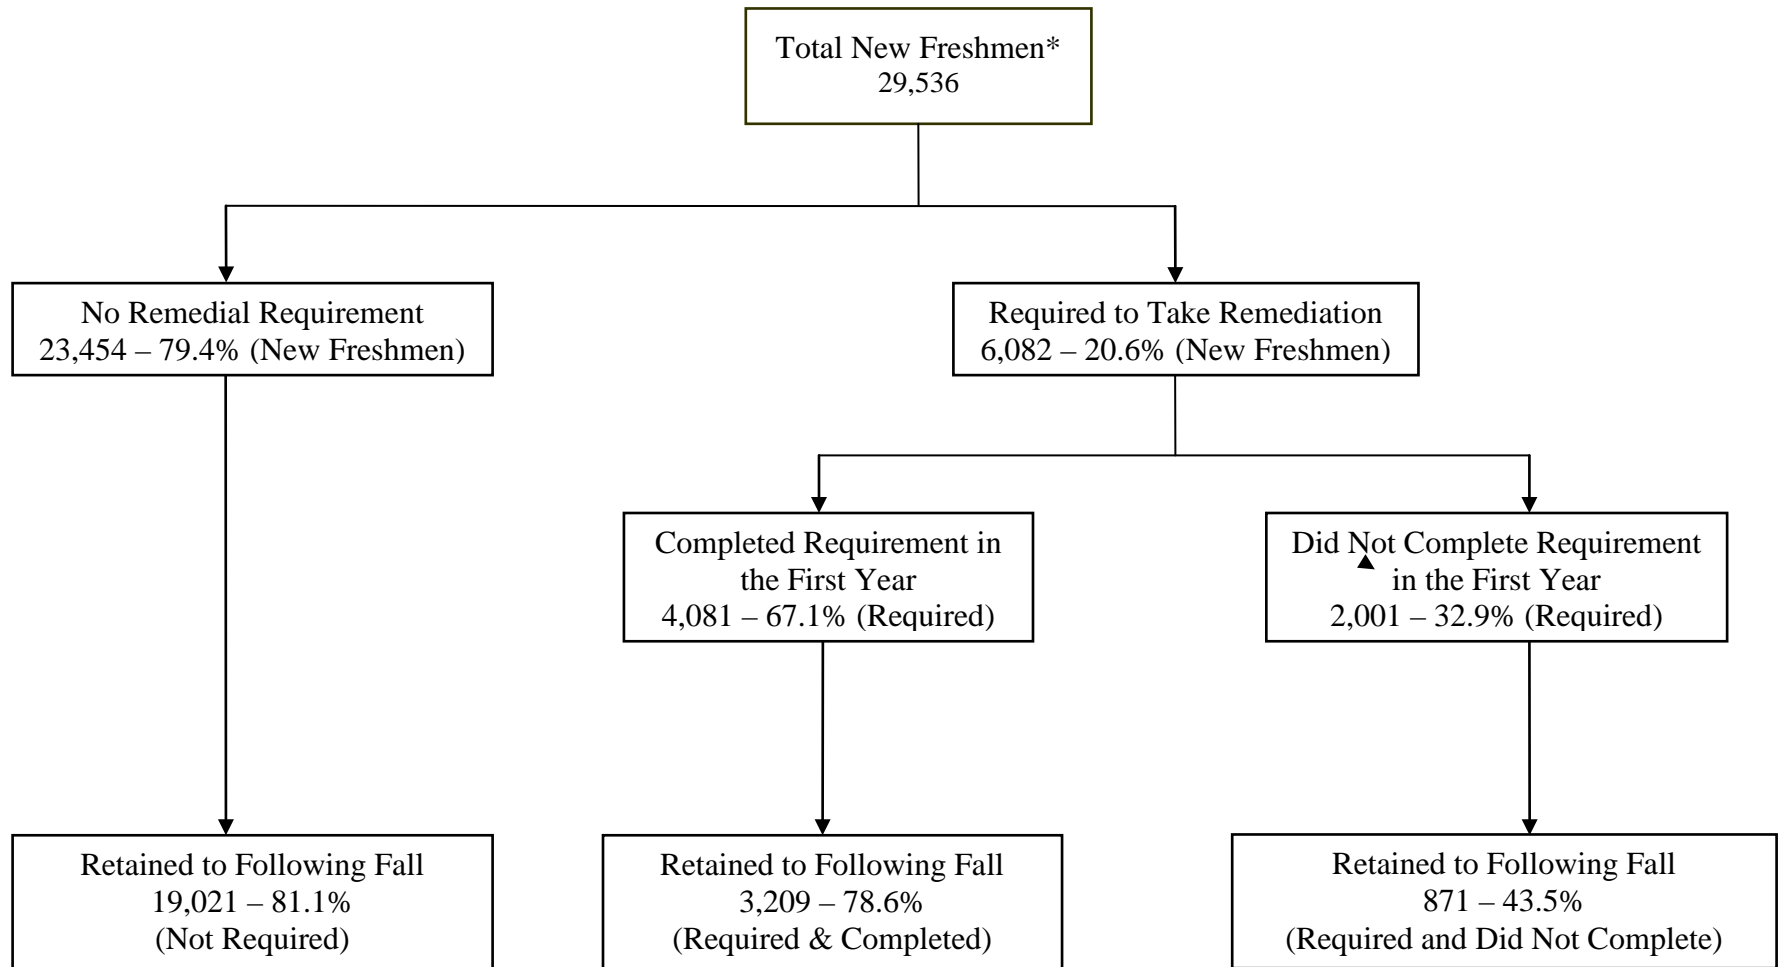 Total New Freshmen*
29,536
No Remedial Requirement
23,454 – 79.4% (New Freshmen)
Required to Take Remediation
6,082 – 20.6% (New Freshmen)
Completed Requirement in
the First Year
4,081 – 67.1% (Required)
Did Not Complete Requirement
in the First Year
2,001 – 32.9% (Required)
Retained to Following Fall
19,021 – 81.1%
(Not Required)
Retained to Following Fall
3,209 – 78.6%
(Required & Completed)
Retained to Following Fall
871 – 43.5%
(Required and Did Not Complete)